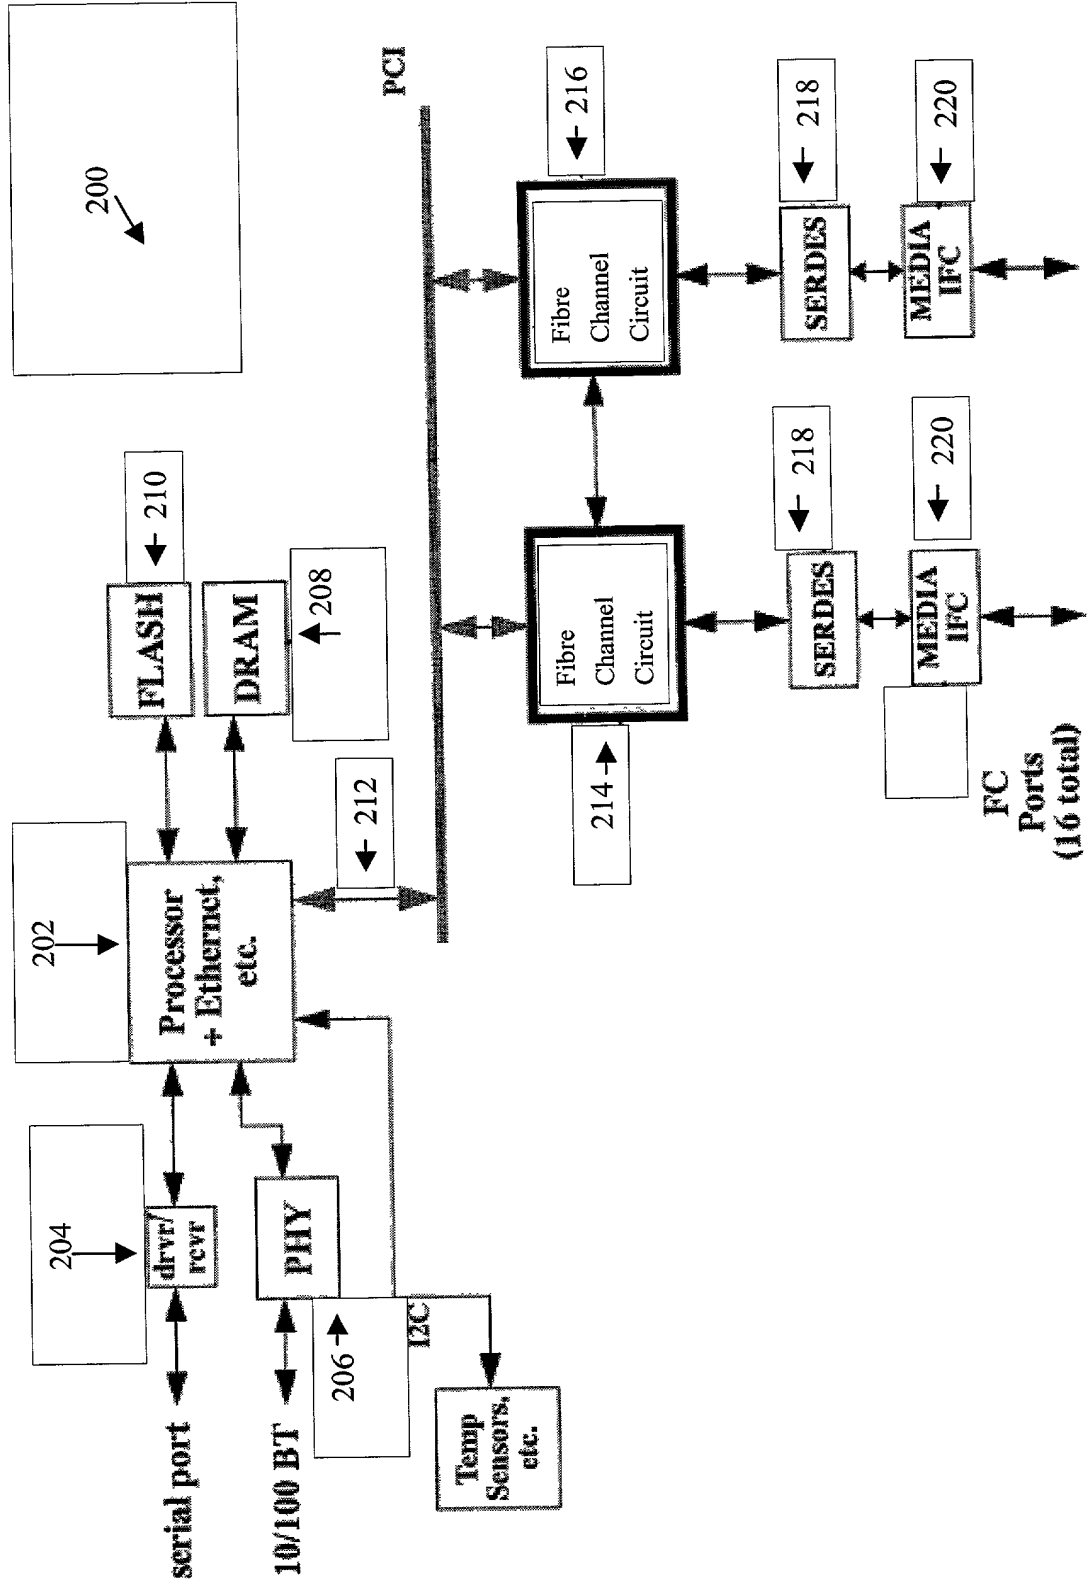 200
202
204
serial port
drvr/
rcvr
Processor
+ Ethernet,
etc.
FLASH
210
DRAM
208
10/100 BT
PHY
206
I2C
212
PCI
Temp
Sensors,
etc.
214
Fibre
Channel
Circuit
Fibre
Channel
Circuit
216
SERDES
218
SERDES
218
FC
Ports
(16 total)
MEDIA
IFC
220
MEDIA
IFC
220